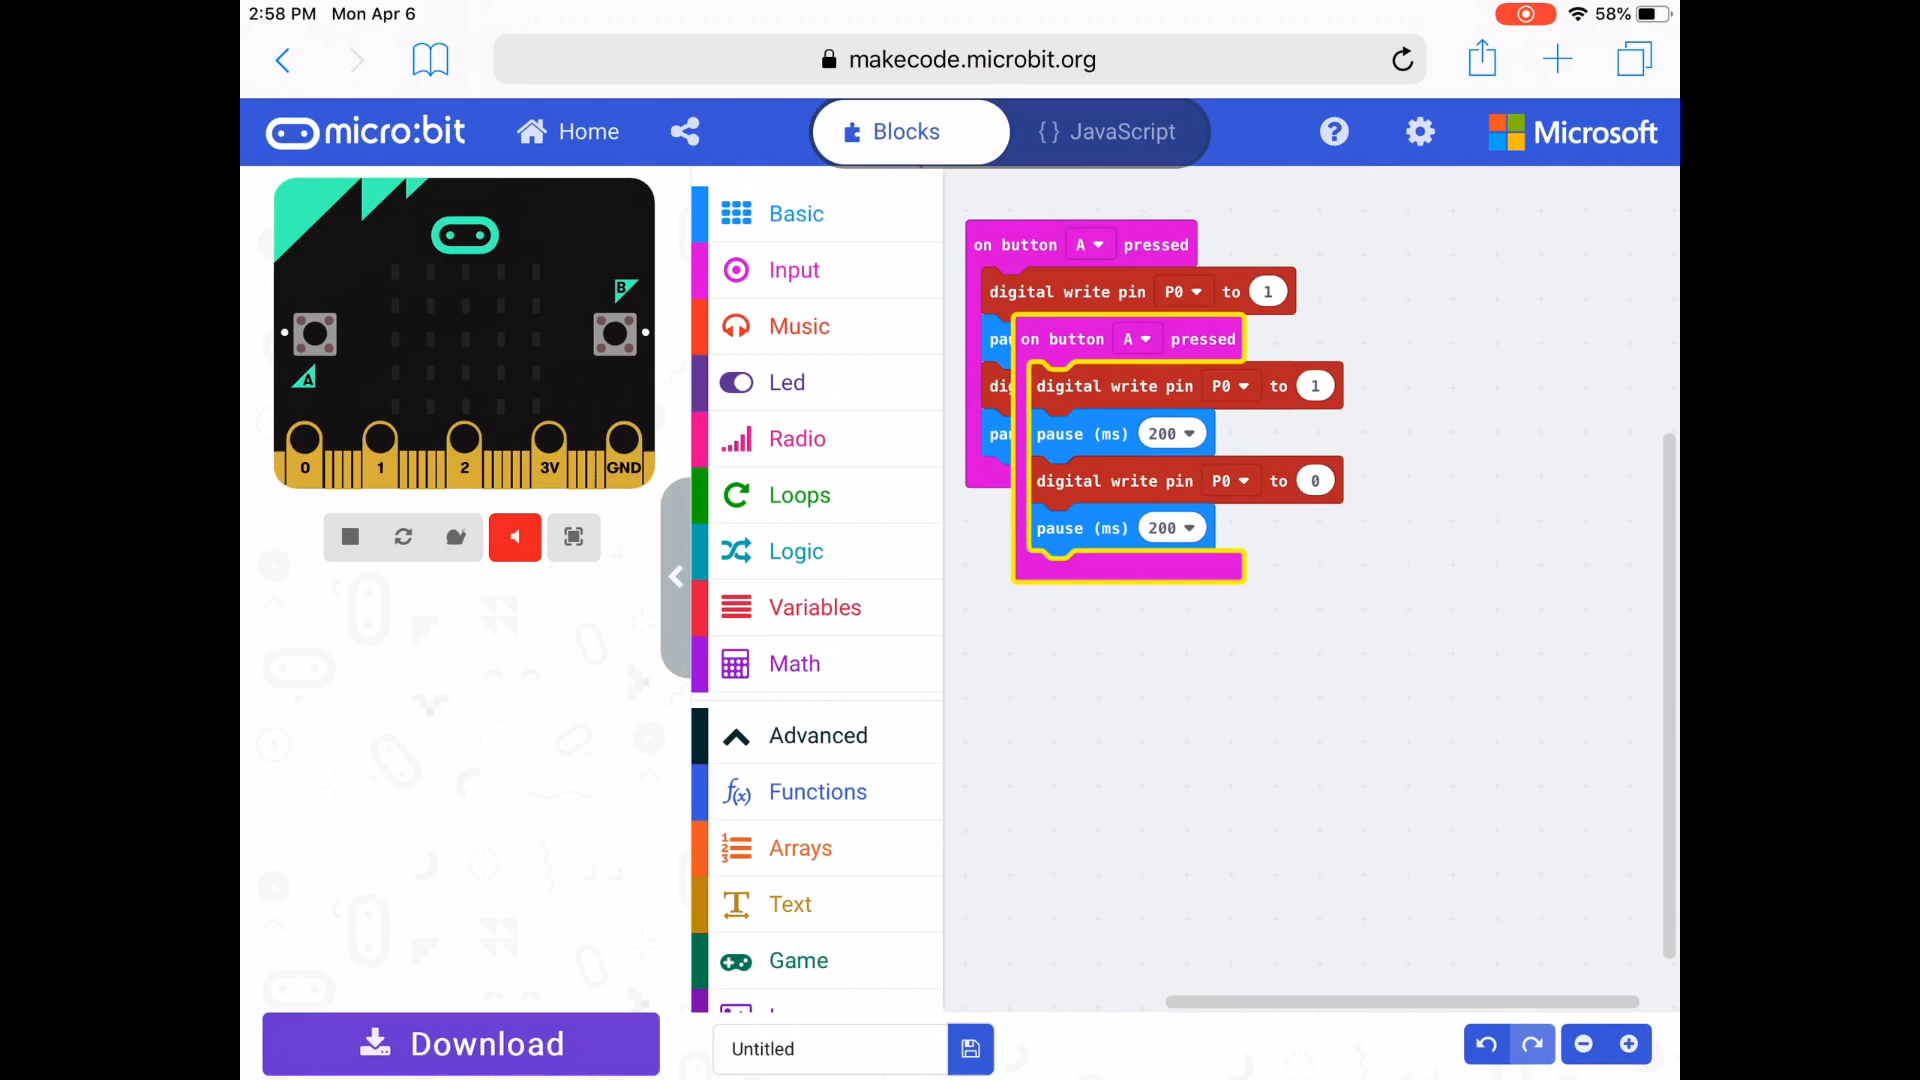 2:58 PM Mon Apr 6
58%
makecode.microbit.org
micro:bit
Home
Blocks
{ } JavaScript
?
Microsoft
B
A
0 1 2 3V GND
Basic
Input
Music
Led
Radio
Loops
Logic
Variables
Math
Advanced
f(x) Functions
1 2 3 Arrays
T Text
Game
on button A pressed
digital write pin P0 to 1
on button A pressed
digital write pin P0 to 1
pause (ms) 200
digital write pin P0 to 0
pause (ms) 200
Download
Untitled